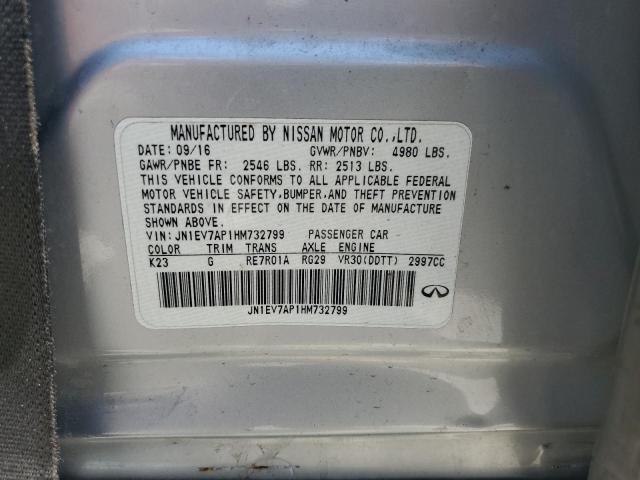 MANUFACTURED BY NISSAN MOTOR CO.,LTD.
DATE: 09/16 GVWR/PNBV: 4980 LBS.
GAWR/PNBE FR: 2546 LBS. RR: 2513 LBS.
THIS VEHICLE CONFORMS TO ALL APPLICABLE FEDERAL
MOTOR VEHICLE SAFETY,BUMPER,AND THEFT PREVENTION
STANDARDS IN EFFECT ON THE DATE OF MANUFACTURE
SHOWN ABOVE.
VIN: JN1EV7AP1HM732799 PASSENGER CAR
COLOR TRIM TRANS AXLE ENGINE
K23 G RE7R01A RG29 VR30(DDTT) 2997CC
JN1EV7AP1HM732799